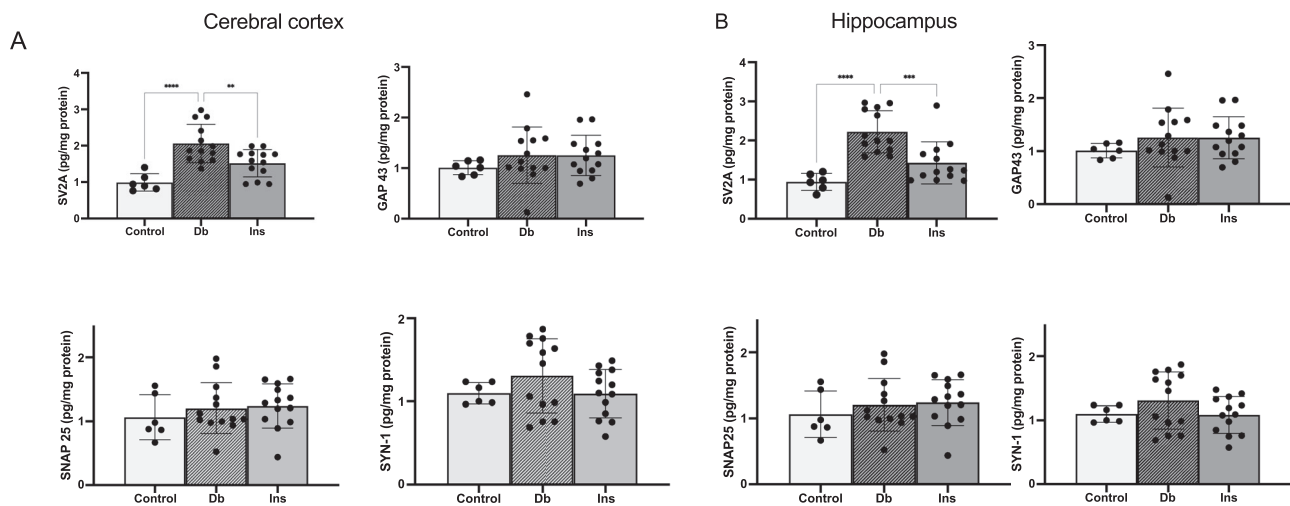 Cerebral cortex
A
SV2A (pg/mg protein)
4
3
2
1
0
****
**
Control Db Ins
GAP 43 (pg/mg protein)
3
2
1
0
Control Db Ins
SNAP 25 (pg/mg protein)
2
1
0
Control Db Ins
SYN-1 (pg/mg protein)
2
1
0
Control Db Ins
Hippocampus
B
SV2A (pg/mg protein)
4
3
2
1
0
****
***
Control Db Ins
GAP43 (pg/mg protein)
3
2
1
0
Control Db Ins
SNAP25 (pg/mg protein)
2
1
0
Control Db Ins
SYN-1 (pg/mg protein)
2
1
0
Control Db Ins